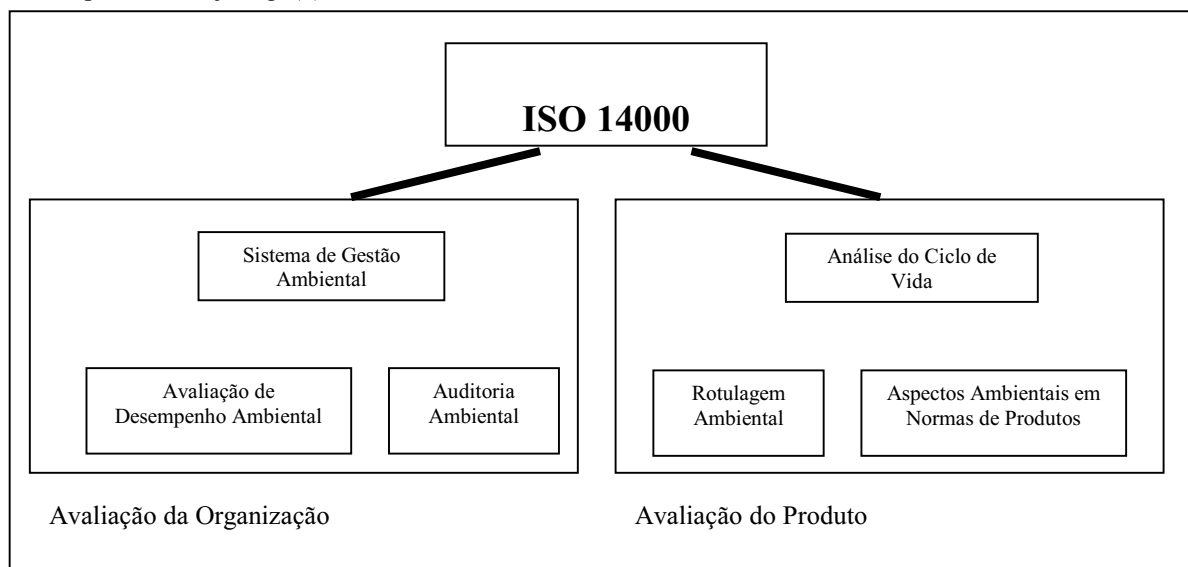 ISO 14000
Sistema de Gestão
Ambiental
Avaliação de
Desempenho Ambiental
Auditoria
Ambiental
Análise do Ciclo de
Vida
Rotulagem
Ambiental
Aspectos Ambientais em
Normas de Produtos
Avaliação da Organização
Avaliação do Produto